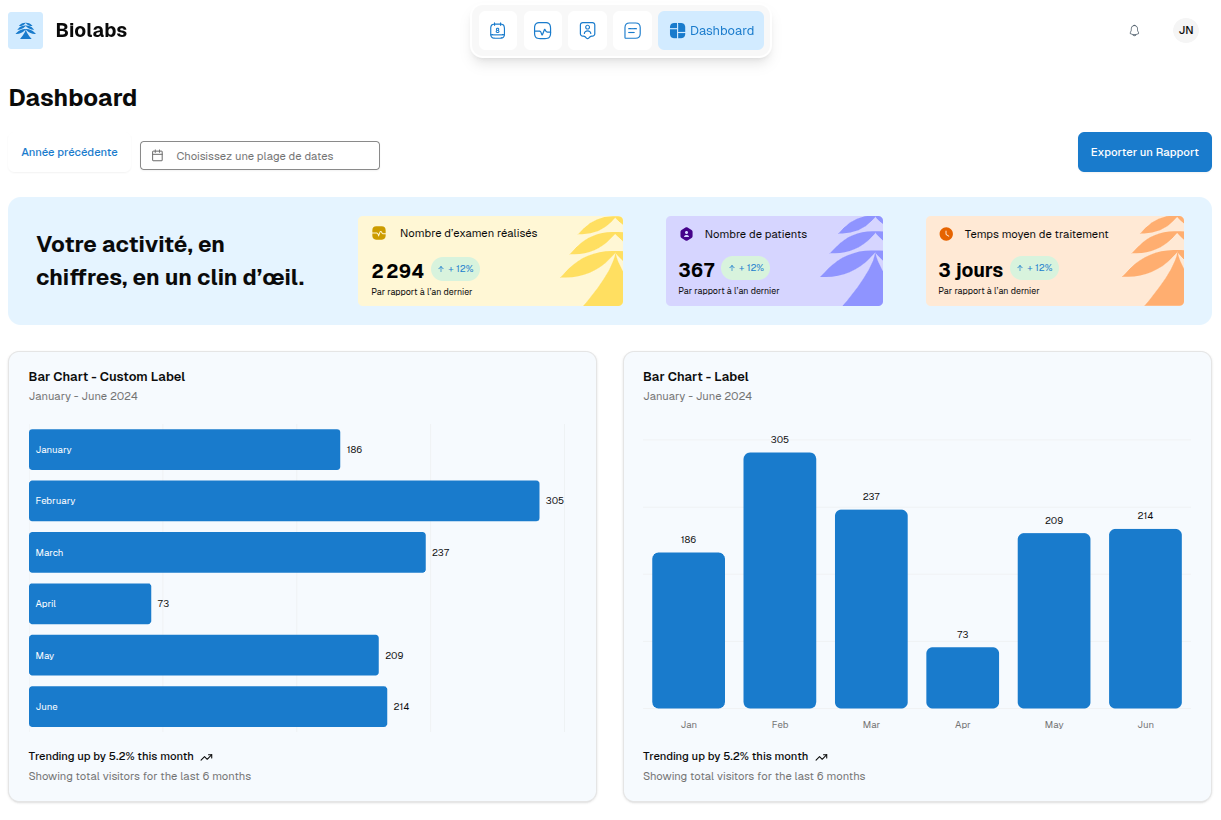 Biolabs
8
Dashboard
JN
Dashboard
Année précédente
Choisissez une plage de dates
Exporter un Rapport
Votre activité, en
chiffres, en un clin d’œil.
Nombre d’examen réalisés
2 294
+ 12%
Par rapport à l’an dernier
Nombre de patients
367
+ 12%
Par rapport à l’an dernier
Temps moyen de traitement
3 jours
+ 12%
Par rapport à l’an dernier
Bar Chart - Custom Label
January - June 2024
January 186
February 305
March 237
April 73
May 209
June 214
Trending up by 5.2% this month
Showing total visitors for the last 6 months
Bar Chart - Label
January - June 2024
186 305 237 73 209 214
Jan Feb Mar Apr May Jun
Trending up by 5.2% this month
Showing total visitors for the last 6 months